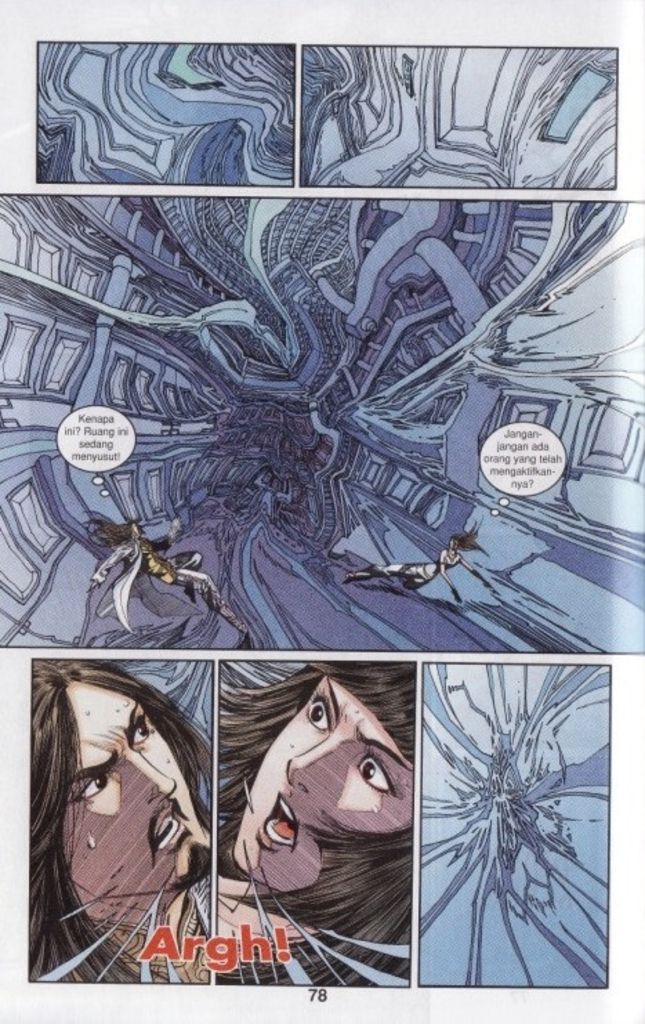 Kenapa
ini? Ruang ini
sedang
menyusut!
Jangan-
jangan ada
orang yang telah
mengaktifkan-
nya?
Argh!
78